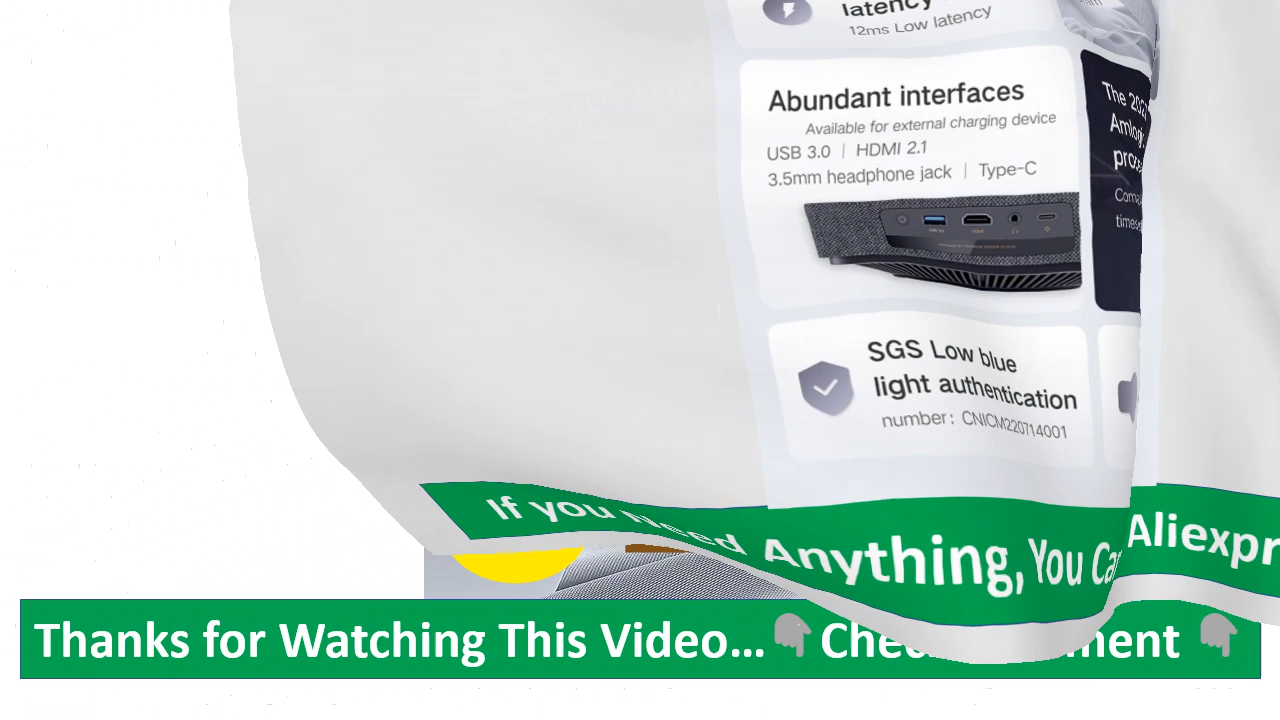 latency
12ms Low latency
Abundant interfaces
Available for external charging device
USB 3.0 | HDMI 2.1
3.5mm headphone jack | Type-C
The
SGS Low blue
light authentication
number: CNICM220714001
If you Need Anything, You
Thanks for Watching This Video...👇